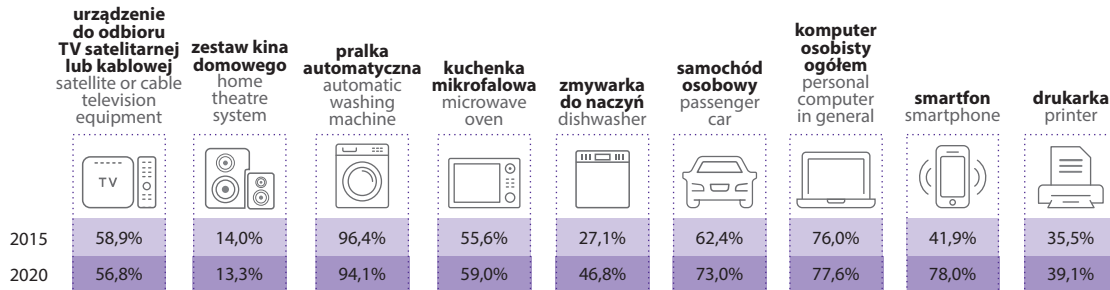 urządzenie
do odbioru
TV satelitarnej
lub kablowej
satellite or cable
television
equipment
zestaw kina
domowego
home
theatre
system
pralka
automatyczna
automatic
washing
machine
kuchenka
mikrofalowa
microwave
oven
zmywarka
do naczyń
dishwasher
samochód
osobowy
passenger
car
komputer
osobisty
ogółem
personal
computer
in general
smartfon
smartphone
drukarka
printer
TV
2015 58,9% 14,0% 96,4% 55,6% 27,1% 62,4% 76,0% 41,9% 35,5%
2020 56,8% 13,3% 94,1% 59,0% 46,8% 73,0% 77,6% 78,0% 39,1%